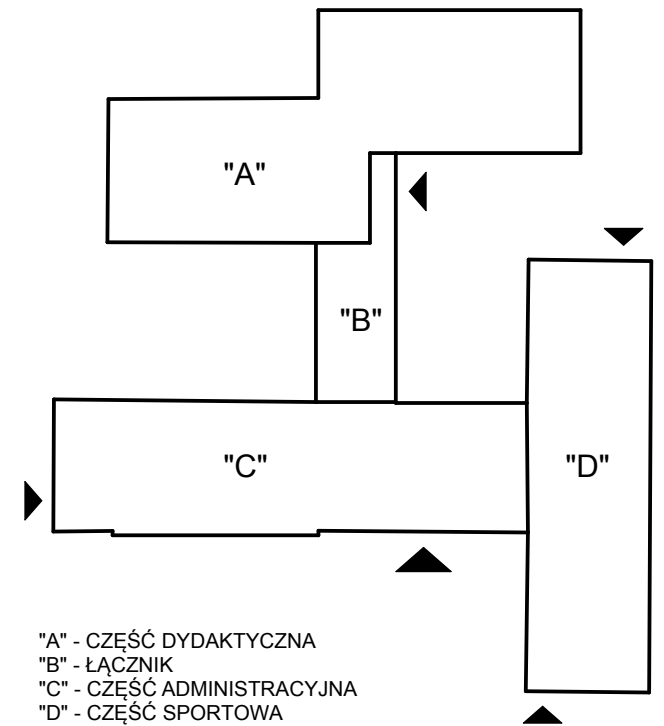 "A"
"B"
"C"
"D"
"A" - CZĘŚĆ DYDAKTYCZNA
"B" - ŁĄCZNIK
"C" - CZĘŚĆ ADMINISTRACYJNA
"D" - CZĘŚĆ SPORTOWA